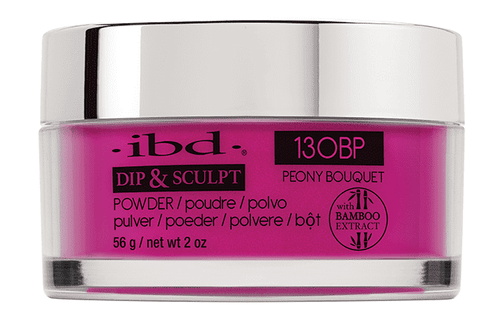 ·ibd·®
DIP & SCULPT
POWDER / poudre / polvo
pulver / poeder / polvere / bột
56 g / net wt 2 oz
130BP
PEONY BOUQUET
with
BAMBOO
EXTRACT